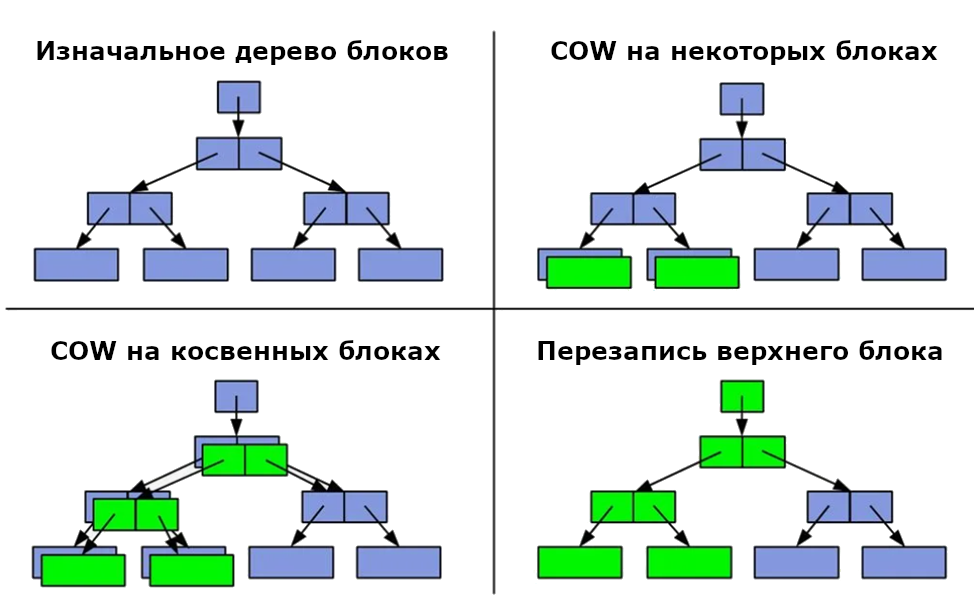 Изначальное дерево блоков
COW на некоторых блоках
COW на косвенных блоках
Перезапись верхнего блока